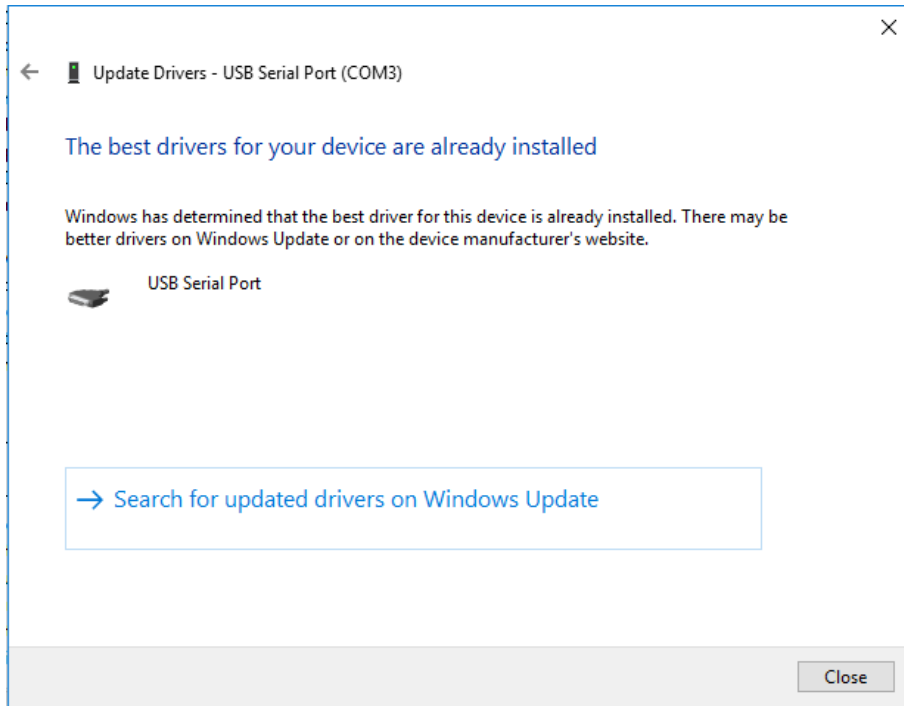 Update Drivers - USB Serial Port (COM3)
The best drivers for your device are already installed
Windows has determined that the best driver for this device is already installed. There may be
better drivers on Windows Update or on the device manufacturer's website.
USB Serial Port
Search for updated drivers on Windows Update
Close